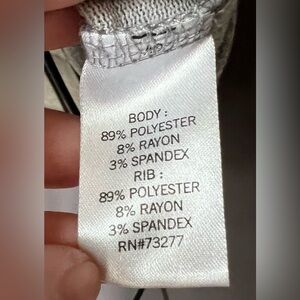 BODY :
89% POLYESTER
8% RAYON
3% SPANDEX
RIB :
89% POLYESTER
8% RAYON
3% SPANDEX
RN#73277